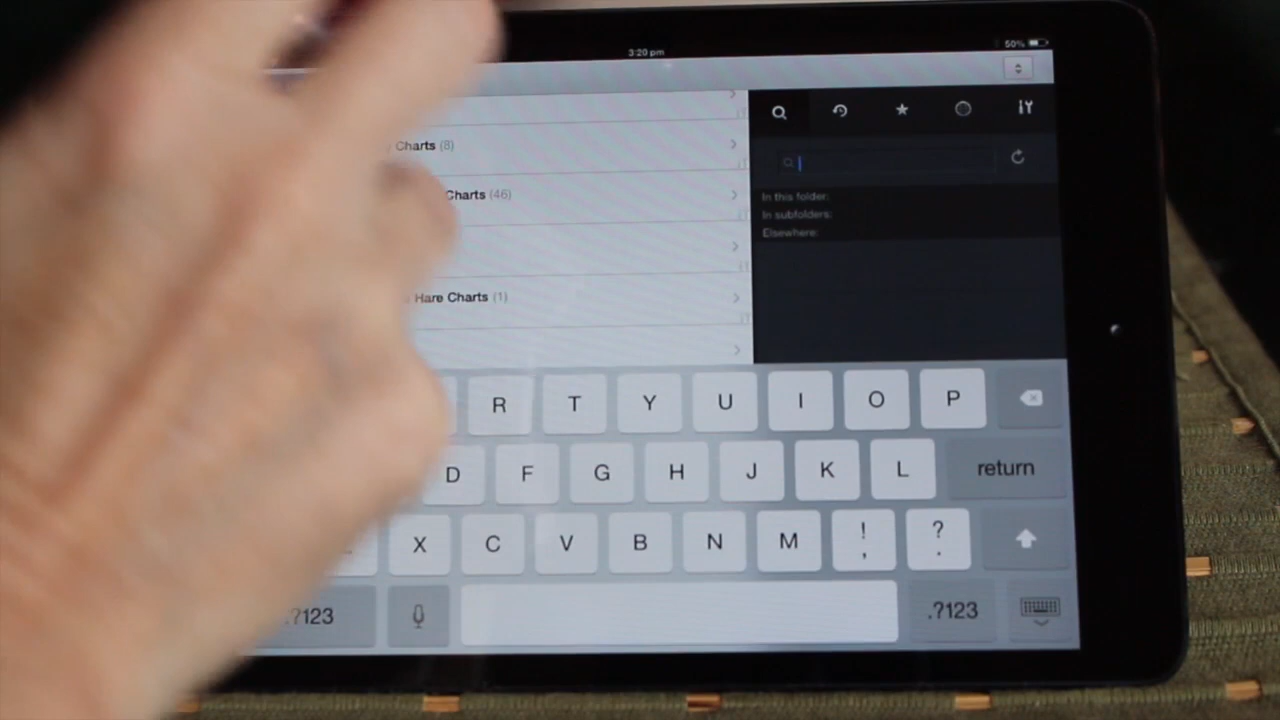 3:20 pm 50%
Charts (8)
Charts (46)
Hare Charts (1)
In this folder:
In subfolders:
Elsewhere:
R T Y U I O P
D F G H J K L return
X C V B N M ! , ? .
.?123 .?123